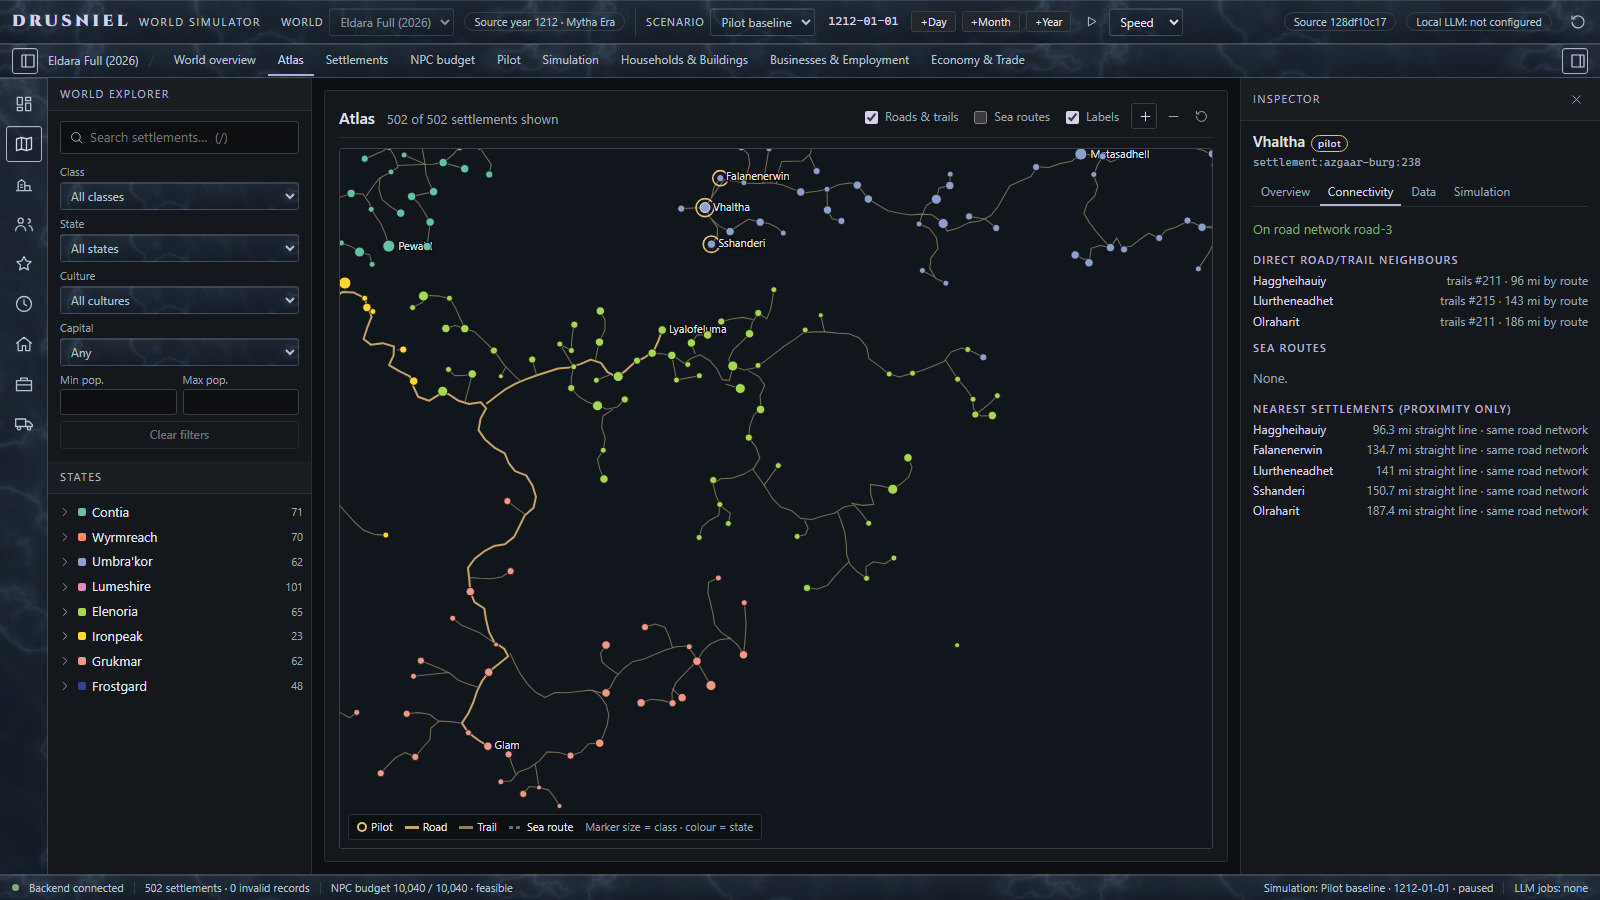 DRUSNIEL WORLD SIMULATOR WORLD Eldara Full (2026) Source year 1212 · Mytha Era SCENARIO Pilot baseline 1212-01-01 +Day +Month +Year Speed Source 128df10c17 Local LLM: not configured
Eldara Full (2026) / World overview Atlas Settlements NPC budget Pilot Simulation Households & Buildings Businesses & Employment Economy & Trade
WORLD EXPLORER
Search settlements... (/)
Class
All classes
State
All states
Culture
All cultures
Capital
Any
Min pop. Max pop.
Clear filters
STATES
Contia 71
Wyrmreach 70
Umbra'kor 62
Lumeshire 101
Elenoria 65
Ironpeak 23
Grukmar 62
Frostgard 48
Atlas 502 of 502 settlements shown Roads & trails Sea routes Labels + −
Matasadhell
Falanenerwin
Vhaltha
Sshanderi
Lyalofeluma
Glam
Pilot Road Trail Sea route Marker size = class · colour = state
INSPECTOR
Vhaltha pilot
settlement:azgaar-burg:238
Overview Connectivity Data Simulation
On road network road-3
DIRECT ROAD/TRAIL NEIGHBOURS
Haggheihauiy trails #211 · 96 mi by route
Llurtheneadhet trails #215 · 143 mi by route
Olraharit trails #211 · 186 mi by route
SEA ROUTES
None.
NEAREST SETTLEMENTS (PROXIMITY ONLY)
Haggheihauiy 96.3 mi straight line · same road network
Falanenerwin 134.7 mi straight line · same road network
Llurtheneadhet 141 mi straight line · same road network
Sshanderi 150.7 mi straight line · same road network
Olraharit 187.4 mi straight line · same road network
Backend connected 502 settlements · 0 invalid records NPC budget 10,040 / 10,040 · feasible Simulation: Pilot baseline · 1212-01-01 · paused LLM jobs: none